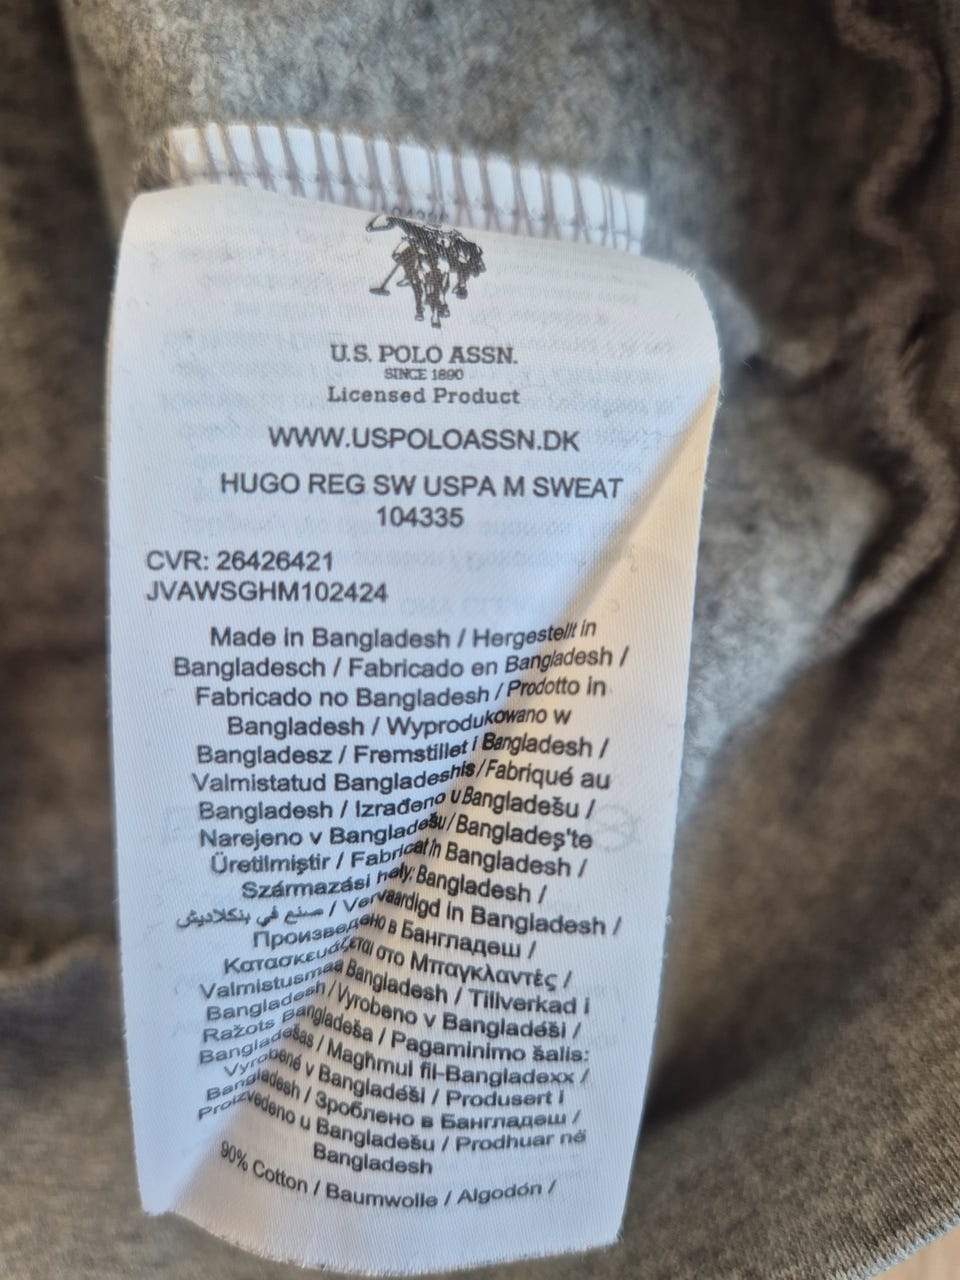 U.S. POLO ASSN.
SINCE 1890
Licensed Product
WWW.USPOLOASSN.DK
HUGO REG SW USPA M SWEAT
104335
CVR: 26426421
JVAWSGHM102424
Made in Bangladesh / Hergestellt in
Bangladesch / Fabricado en Bangladesh /
Fabricado no Bangladesh / Prodotto in
Bangladesh / Wyprodukowano w
Bangladesz / Fremstillet i Bangladesh /
Valmistatud Bangladeshis / Fabriqué au
Bangladesh / Izrađeno u Bangladešu /
Narejeno v Bangladešu / Bangladeş'te
Üretilmiştir / Fabricat în Bangladesh /
Származási hely: Bangladesh /
صنع في بنكلاديش / Vervaardigd in Bangladesh /
Произведено в Бангладеш /
Κατασκευάζεται στο Μπαγκλαντές /
Valmistusmaa Bangladesh / Tillverkad i
Bangladesh / Vyrobeno v Bangladéši /
Ražots Bangladeša / Pagaminimo šalis:
Bangladešas / Magħmul fil-Bangladexx /
Vyrobené v Bangladéši / Produsert i
Bangladesh / Зроблено в Бангладеш /
Proizvedeno u Bangladešu / Prodhuar në
Bangladesh
90% Cotton / Baumwolle / Algodón /